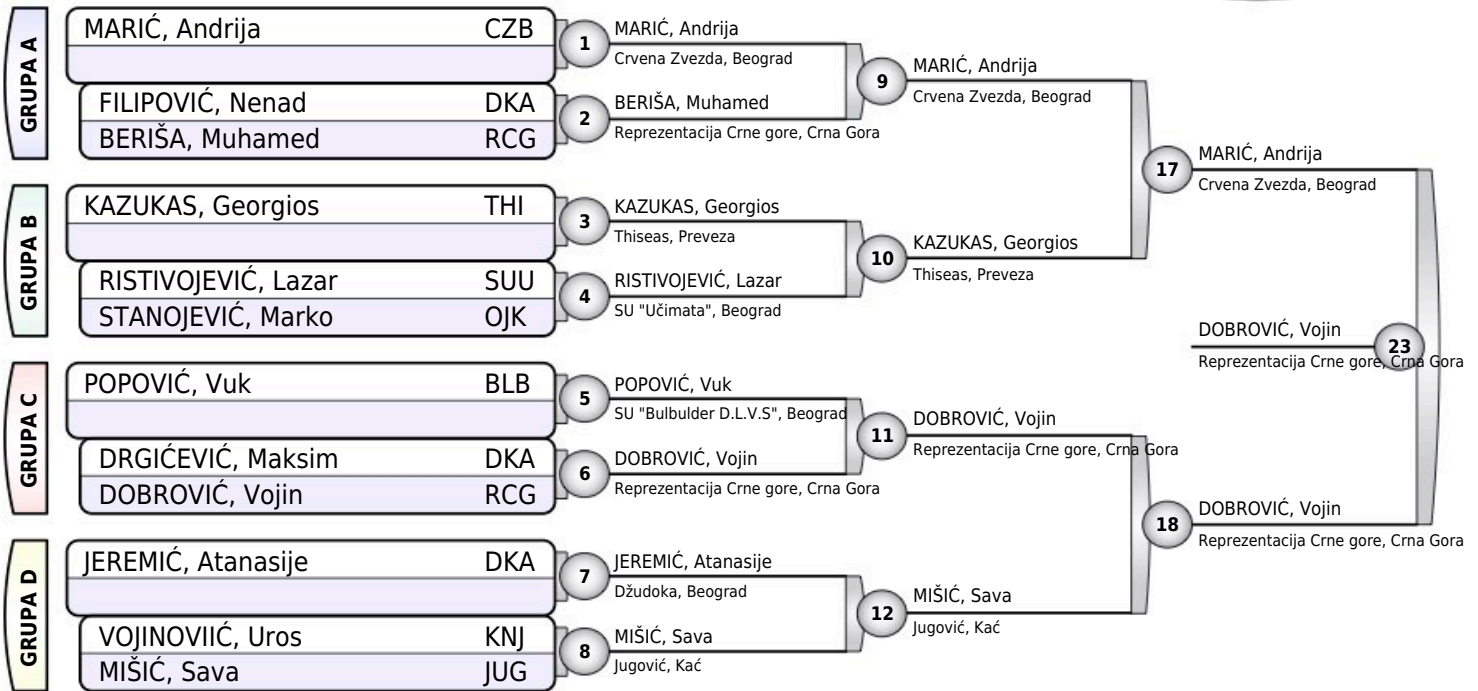 GRUPA A
MARIĆ, Andrija CZB
FILIPOVIĆ, Nenad DKA
BERIŠA, Muhamed RCG
GRUPA B
KAZUKAS, Georgios THI
RISTIVOJEVIĆ, Lazar SUU
STANOJEVIĆ, Marko OJK
GRUPA C
POPOVIĆ, Vuk BLB
DRGIĆEVIĆ, Maksim DKA
DOBROVIĆ, Vojin RCG
GRUPA D
JEREMIĆ, Atanasije DKA
VOJINOVIIĆ, Uros KNJ
MIŠIĆ, Sava JUG
1
MARIĆ, Andrija
Crvena Zvezda, Beograd
2
BERIŠA, Muhamed
Reprezentacija Crne gore, Crna Gora
3
KAZUKAS, Georgios
Thiseas, Preveza
4
RISTIVOJEVIĆ, Lazar
SU "Učimata", Beograd
5
POPOVIĆ, Vuk
SU "Bulbulder D.L.V.S", Beograd
6
DOBROVIĆ, Vojin
Reprezentacija Crne gore, Crna Gora
7
JEREMIĆ, Atanasije
Džudoka, Beograd
8
MIŠIĆ, Sava
Jugović, Kać
9
MARIĆ, Andrija
Crvena Zvezda, Beograd
10
KAZUKAS, Georgios
Thiseas, Preveza
11
DOBROVIĆ, Vojin
Reprezentacija Crne gore, Crna Gora
12
MIŠIĆ, Sava
Jugović, Kać
17
MARIĆ, Andrija
Crvena Zvezda, Beograd
18
DOBROVIĆ, Vojin
Reprezentacija Crne gore, Crna Gora
23
DOBROVIĆ, Vojin
Reprezentacija Crne gore, Crna Gora